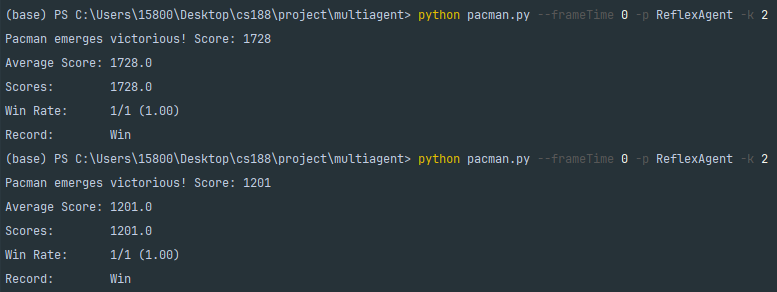 (base) PS C:\Users\15800\Desktop\cs188\project\multiagent> python pacman.py --frameTime 0 -p ReflexAgent -k 2
Pacman emerges victorious! Score: 1728
Average Score: 1728.0
Scores:        1728.0
Win Rate:      1/1 (1.00)
Record:        Win
(base) PS C:\Users\15800\Desktop\cs188\project\multiagent> python pacman.py --frameTime 0 -p ReflexAgent -k 2
Pacman emerges victorious! Score: 1201
Average Score: 1201.0
Scores:        1201.0
Win Rate:      1/1 (1.00)
Record:        Win